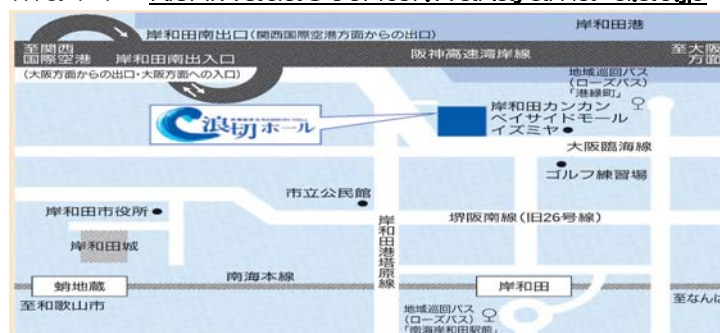 岸和田港
岸和田南出口(関西国際空港方面からの出口)
至関西
国際空港
岸和田南出入口
阪神高速湾岸線
至大阪
方面
(大阪方面からの出口・大阪方面への入口)
地域巡回バス
(ローズバス)
「港緑町」
浪切ホール
岸和田カンカン
ベイサイドモール
イズミヤ
大阪臨海線
ゴルフ練習場
市立公民館
岸和田市役所
岸和田港塔原線
堺阪南線(旧26号線)
岸和田城
南海本線
蛸地蔵
岸和田
至和歌山市
至なんば
地域巡回バス
(ローズバス)
「南海岸和田駅前」